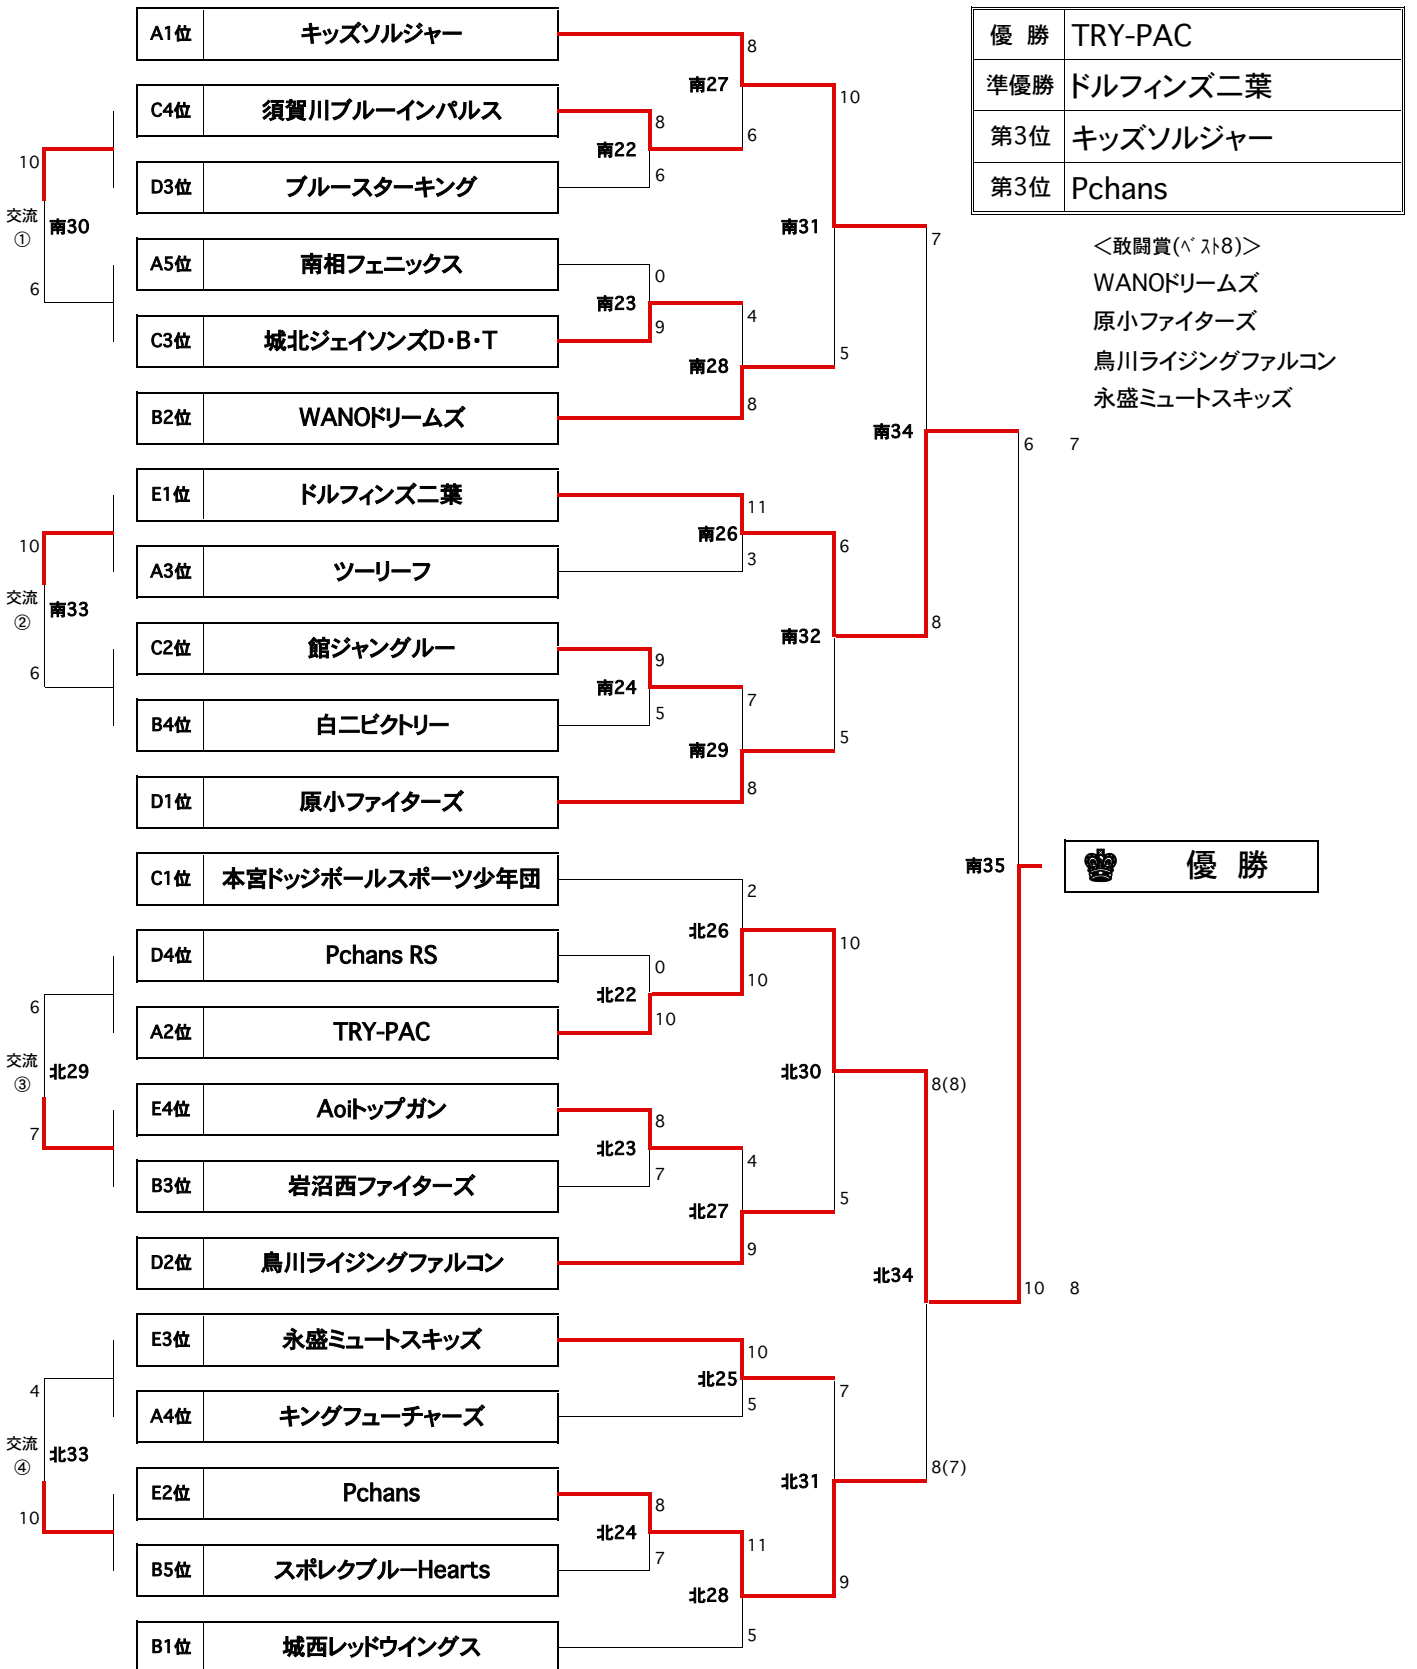 A1位 キッズソルジャー
8
優 勝 TRY-PAC
準優勝 ドルフィンズ二葉
第3位 キッズソルジャー
第3位 Pchans
<敢闘賞(ベスト8)>
WANOドリームズ
原小ファイターズ
鳥川ライジングファルコン
永盛ミュートスキッズ
南27
10
C4位 須賀川ブルーインパルス
8
南22
6
10
D3位 ブルースターキング
6
交流
①
南30
南31
7
A5位 南相フェニックス
0
6
南23
4
C3位 城北ジェイソンズD・B・T
9
5
南28
B2位 WANOドリームズ
8
南34
6 7
E1位 ドルフィンズ二葉
11
南26
10
6
3
A3位 ツーリーフ
交流
②
南33
8
南32
C2位 館ジャングルー
9
6
南24
7
B4位 白二ビクトリー
5
5
南29
D1位 原小ファイターズ
8
南35
優 勝
C1位 本宮ドッジボールスポーツ少年団
2
北26
10
D4位 Pchans RS
0
10
北22
6
A2位 TRY-PAC
10
交流
③
北29
北30
8(8)
E4位 Aoiトップガン
8
7
北23
4
B3位 岩沼西ファイターズ
7
5
北27
D2位 鳥川ライジングファルコン
9
北34
10 8
E3位 永盛ミュートスキッズ
10
北25
4
7
A4位 キングフューチャーズ
5
交流
④
北33
8(7)
北31
E2位 Pchans
8
10
北24
11
B5位 スポレクブルーHearts
7
9
北28
B1位 城西レッドウイングス
5